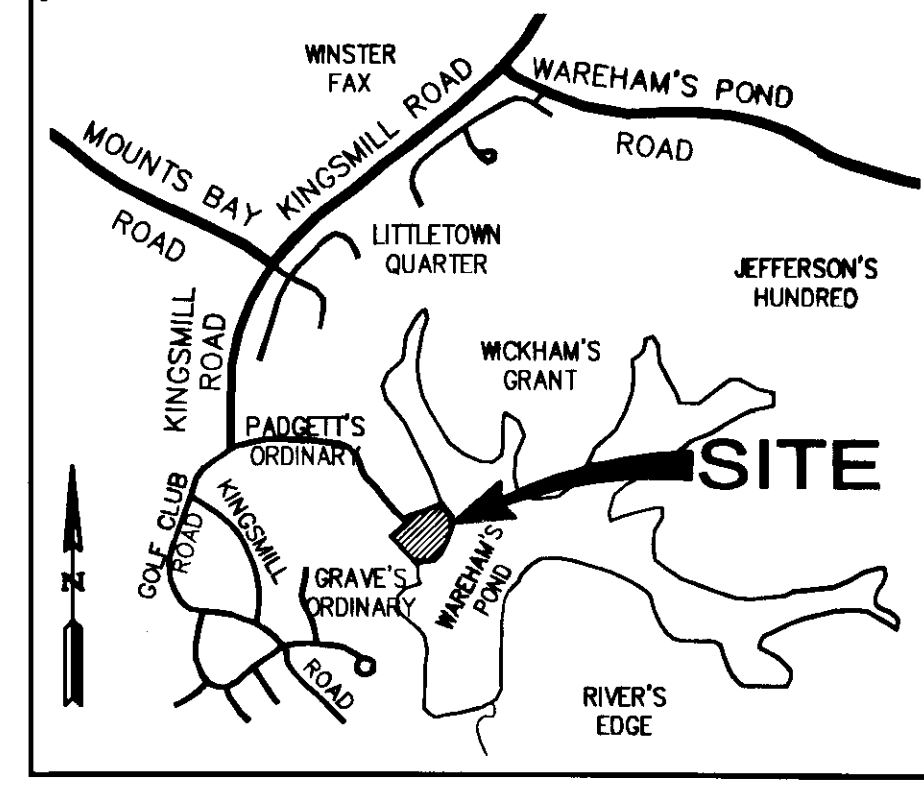 WINSTER
FAX
KINGSMILL ROAD
WAREHAM'S POND
ROAD
MOUNTS BAY
ROAD
LITTLETOWN
QUARTER
JEFFERSON'S
HUNDRED
KINGSMILL
ROAD
WICKHAM'S
GRANT
PADGETT'S
ORDINARY
SITE
GOLF CLUB
ROAD
KINGSMILL
ROAD
N
GRAVE'S
ORDINARY
WAREHAM'S
POND
RIVER'S
EDGE